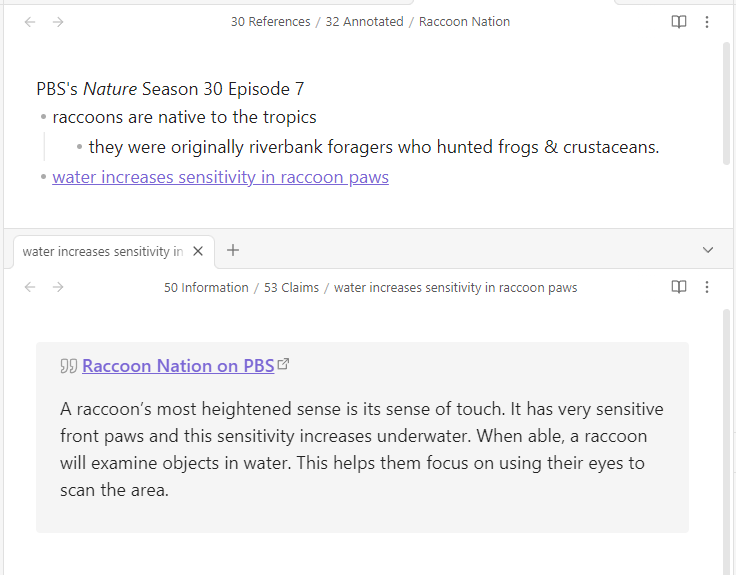 30 References / 32 Annotated / Raccoon Nation
PBS's Nature Season 30 Episode 7
raccoons are native to the tropics
they were originally riverbank foragers who hunted frogs & crustaceans.
water increases sensitivity in raccoon paws
water increases sensitivity in
50 Information / 53 Claims / water increases sensitivity in raccoon paws
Raccoon Nation on PBS
A raccoon’s most heightened sense is its sense of touch. It has very sensitive
front paws and this sensitivity increases underwater. When able, a raccoon
will examine objects in water. This helps them focus on using their eyes to
scan the area.